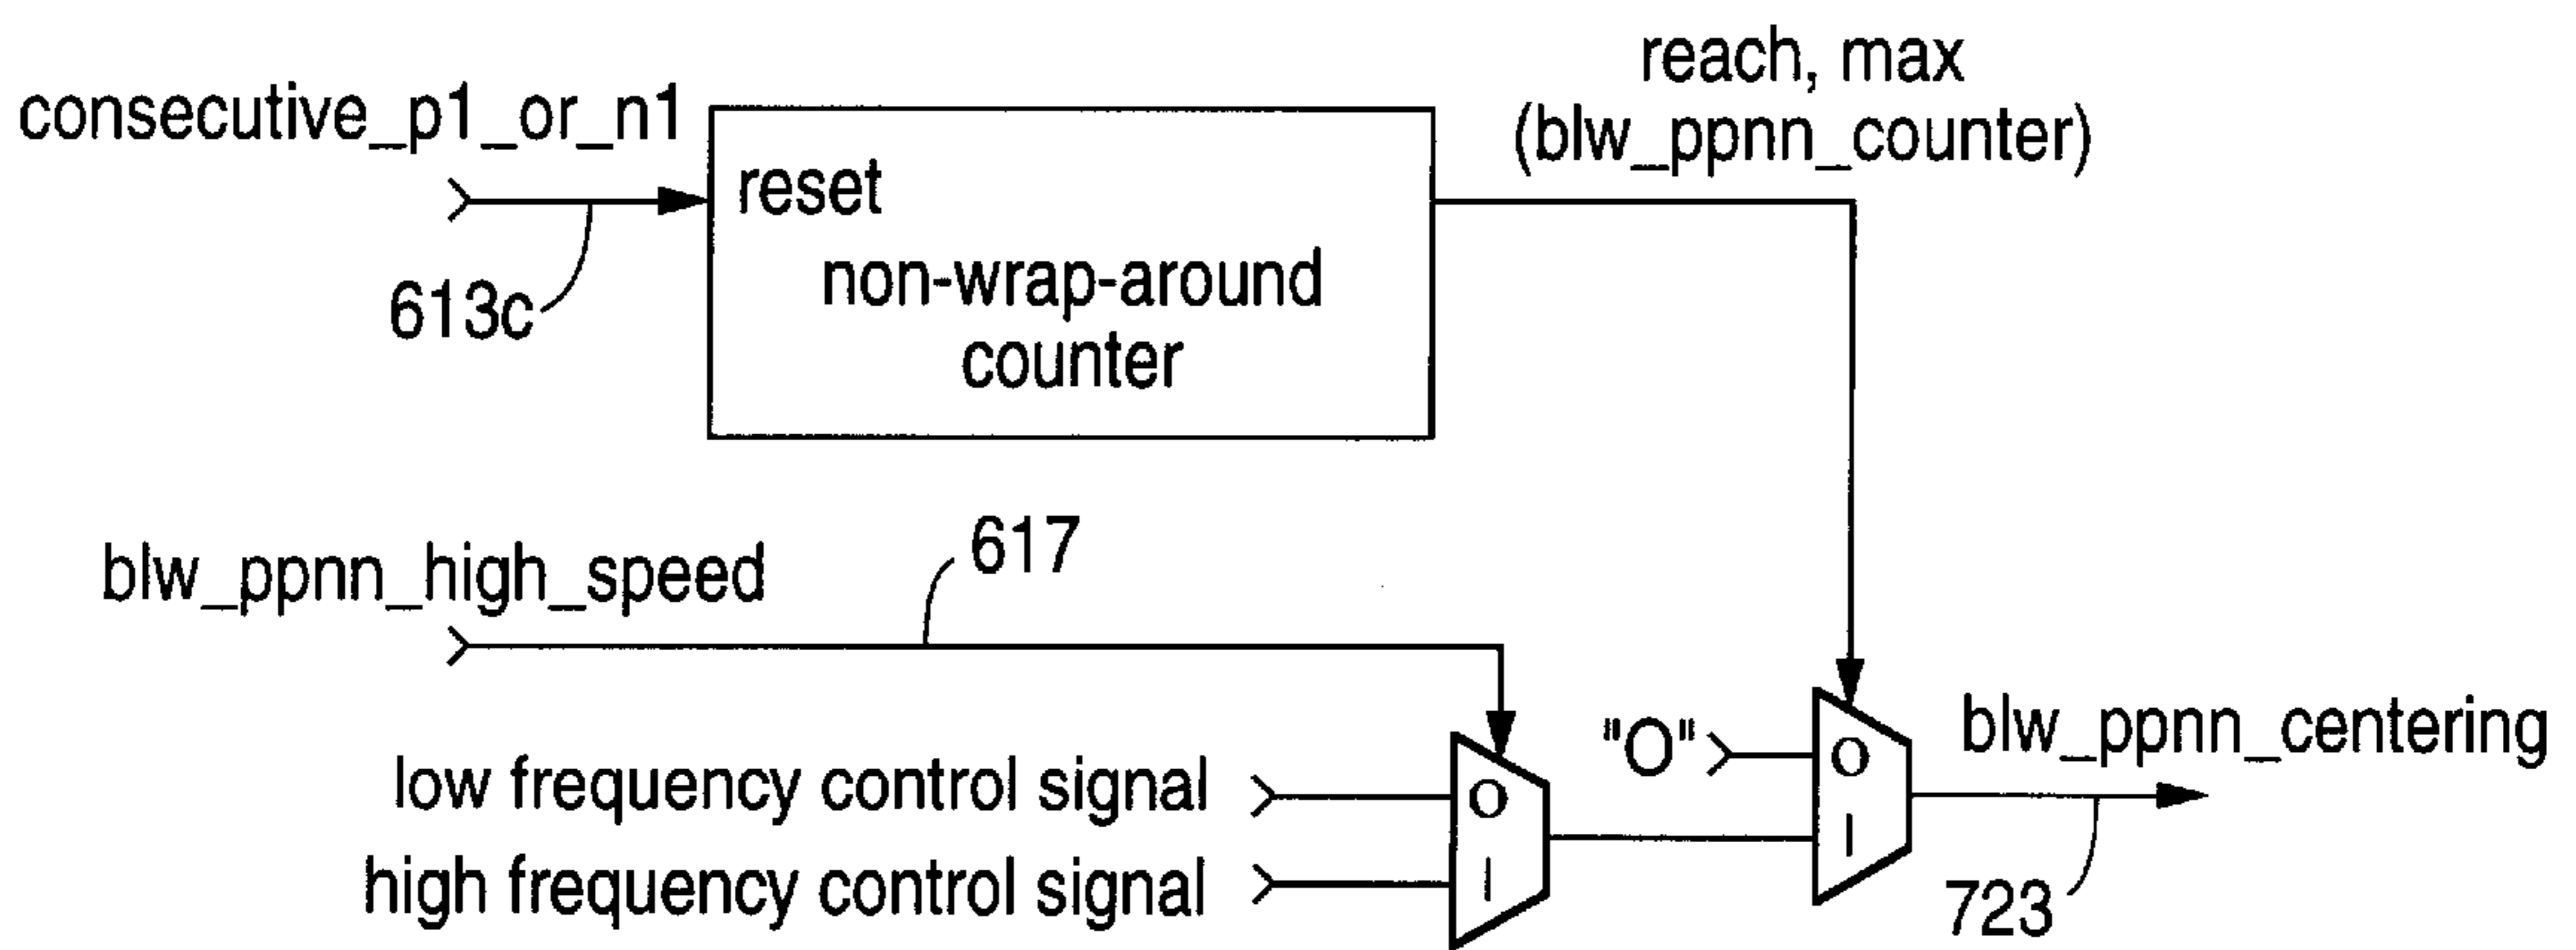 reach, max
(blw_ppnn_counter)
consecutive_p1_or_n1
reset
613c
non-wrap-around
counter
blw_ppnn_high_speed
617
low frequency control signal
high frequency control signal
O
I
"O"
O
I
blw_ppnn_centering
723